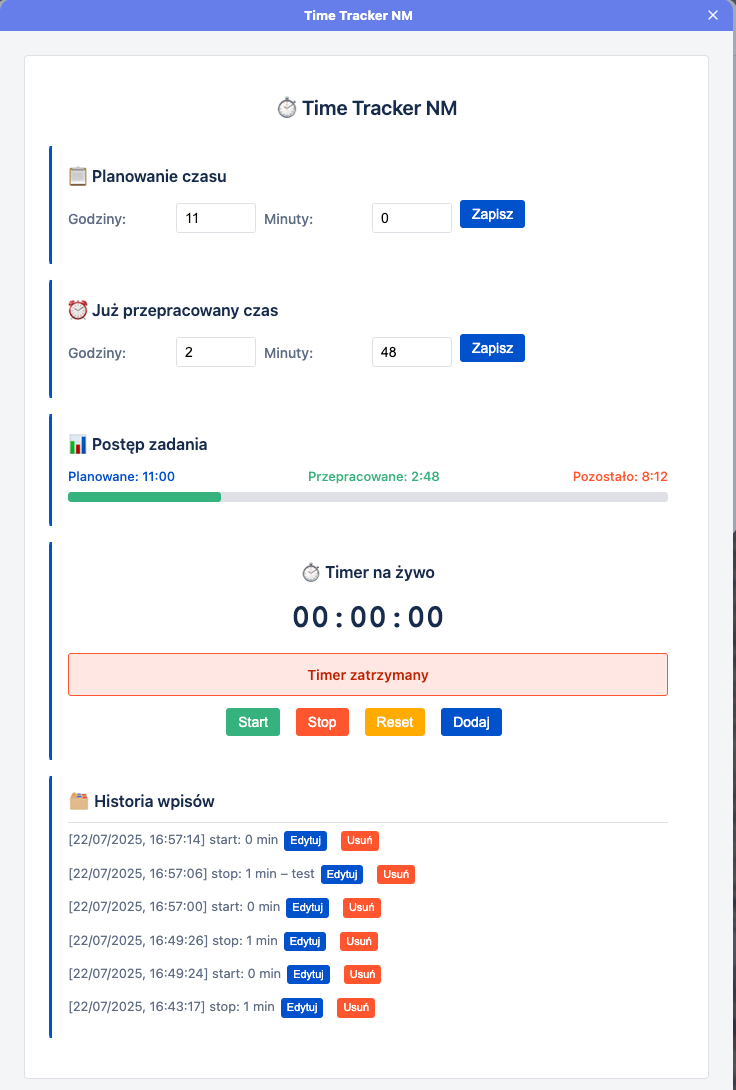 Time Tracker NM
Time Tracker NM
Planowanie czasu
Godziny: 11 Minuty: 0 Zapisz
Już przepracowany czas
Godziny: 2 Minuty: 48 Zapisz
Postęp zadania
Planowane: 11:00 Przepracowane: 2:48 Pozostało: 8:12
Timer na żywo
00:00:00
Timer zatrzymany
Start Stop Reset Dodaj
Historia wpisów
[22/07/2025, 16:57:14] start: 0 min Edytuj Usuń
[22/07/2025, 16:57:06] stop: 1 min – test Edytuj Usuń
[22/07/2025, 16:57:00] start: 0 min Edytuj Usuń
[22/07/2025, 16:49:26] stop: 1 min Edytuj Usuń
[22/07/2025, 16:49:24] start: 0 min Edytuj Usuń
[22/07/2025, 16:43:17] stop: 1 min Edytuj Usuń